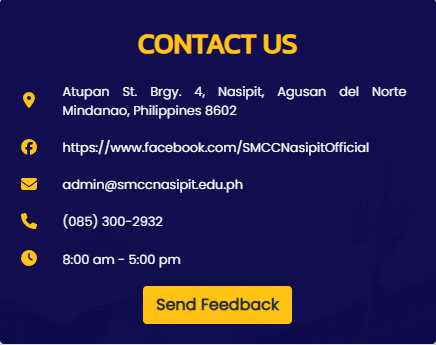 CONTACT US
Atupan St. Brgy. 4, Nasipit, Agusan del Norte
Mindanao, Philippines 8602
https://www.facebook.com/SMCCNasipitOfficial
admin@smccnasipit.edu.ph
(085) 300-2932
8:00 am - 5:00 pm
Send Feedback